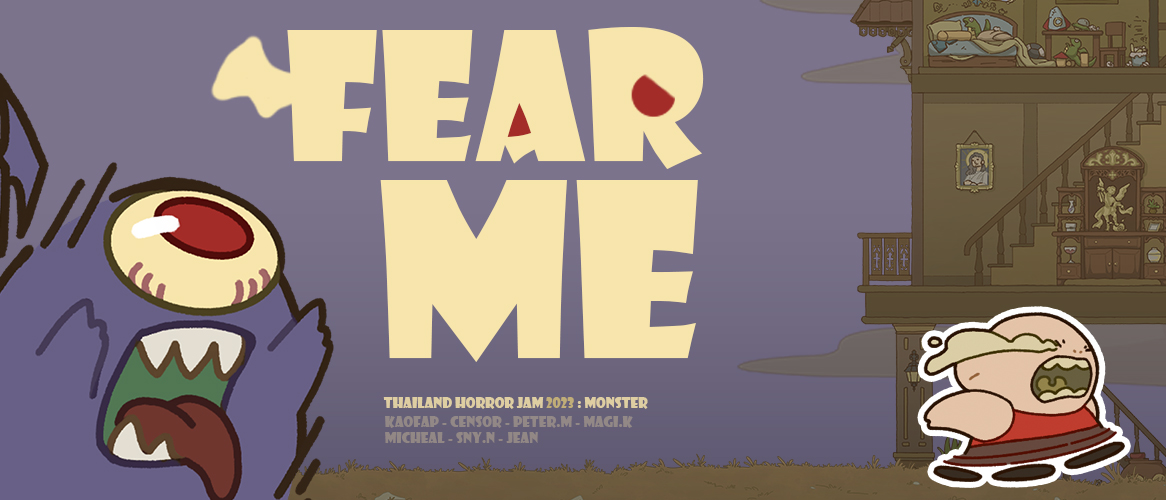 FEAR
ME
THAILAND HORROR JAM 2023 : MONSTER
KAOFAP - CENSOR - PETER.M - MAGI.K
MICHEAL - SNY.N - JEAN